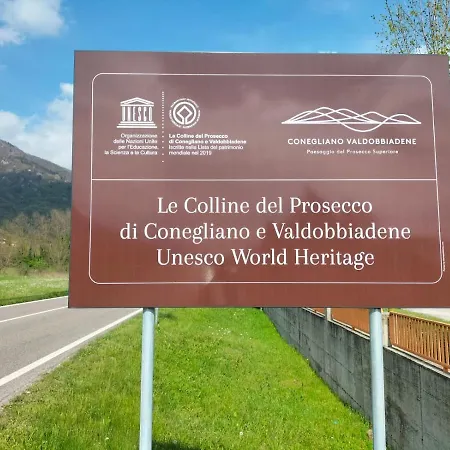 UNESCO
Organizzazione
delle Nazioni Unite
per l'Educazione,
la Scienza e la Cultura
Le Colline del Prosecco
di Conegliano e Valdobbiadene
Iscritte nella Lista del patrimonio
mondiale nel 2019
CONEGLIANO VALDOBBIADENE
Paesaggio del Prosecco Superiore
Le Colline del Prosecco
di Conegliano e Valdobbiadene
Unesco World Heritage